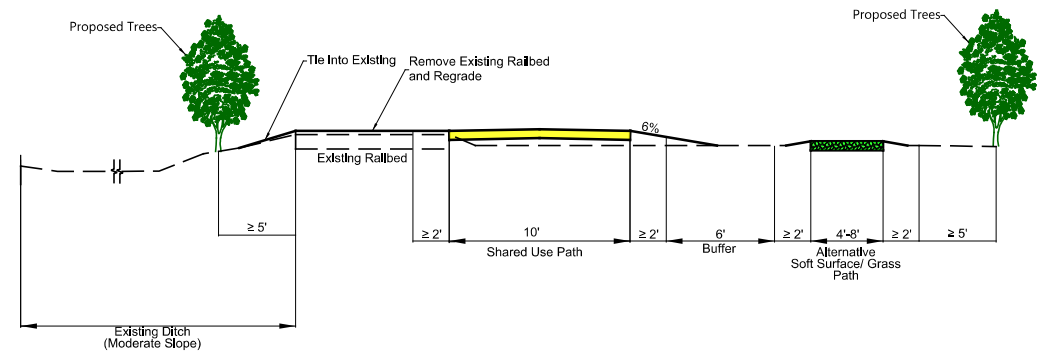 Proposed Trees
Proposed Trees
Tie Into Existing
Remove Existing Railbed
and Regrade
6%
Existing Railbed
≥ 5'
≥ 2'
10'
≥ 2'
6'
≥ 2'
4'-8'
≥ 2'
≥ 5'
Shared Use Path
Buffer
Alternative
Soft Surface/ Grass
Path
Existing Ditch
(Moderate Slope)